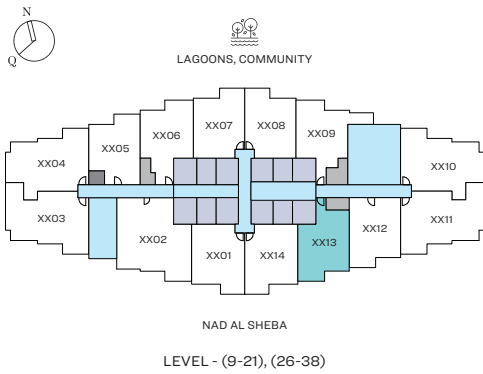 N
Q
LAGOONS, COMMUNITY
XX07 XX08
XX06 XX09
XX05
XX04 XX10
XX03 XX11
XX02 XX01 XX14 XX13 XX12
NAD AL SHEBA
LEVEL - (9-21), (26-38)